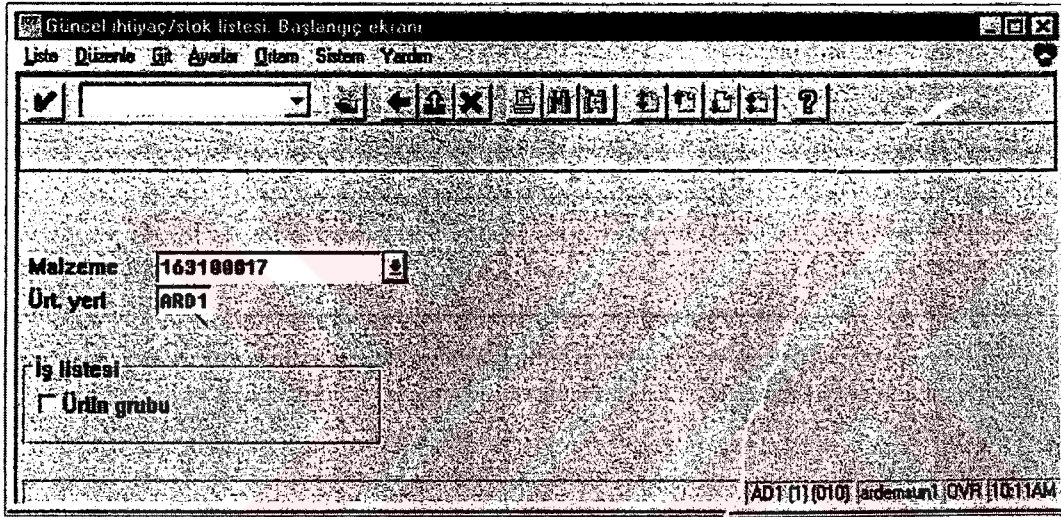 Güncel ihtiyaç/stok listesi: Başlangıç ekranı
Liste Düzenle Git Ayarlar Ortam Sistem Yardım
Malzeme 163100017
Ürt. yeri ARD1
İş listesi
Ürün grubu
AD1 (1) (010) ardemsun1 OVR 10:11AM